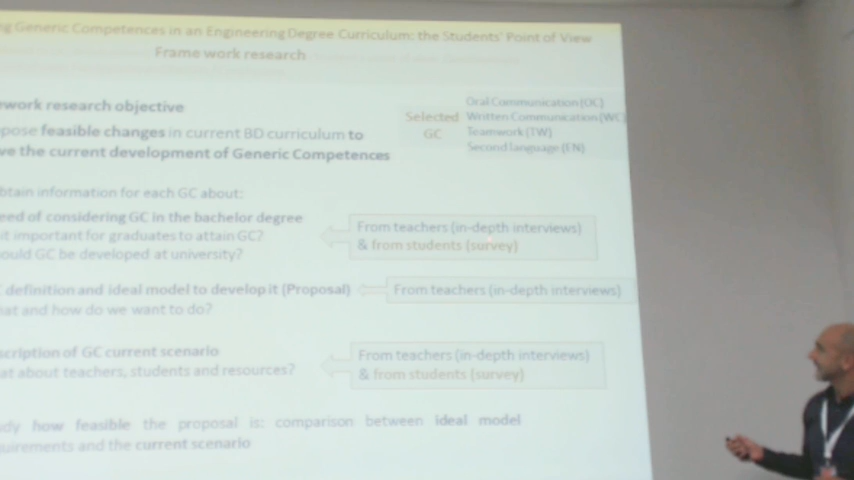 ng Generic Competences in an Engineering Degree Curriculum: the Students' Point of View
Frame work research
work research objective
pose feasible changes in current BD curriculum to
ve the current development of Generic Competences
Selected
GC
Oral Communication (OC)
Written Communication (WC)
Teamwork (TW)
Second language (EN)
btain information for each GC about:
eed of considering GC in the bachelor degree
it important for graduates to attain GC?
ould GC be developed at university?
From teachers (in-depth interviews)
& from students (survey)
definition and ideal model to develop it (Proposal)
at and how do we want to do?
From teachers (in-depth interviews)
scription of GC current scenario
at about teachers, students and resources?
From teachers (in-depth interviews)
& from students (survey)
dy how feasible the proposal is: comparison between ideal model
uirements and the current scenario